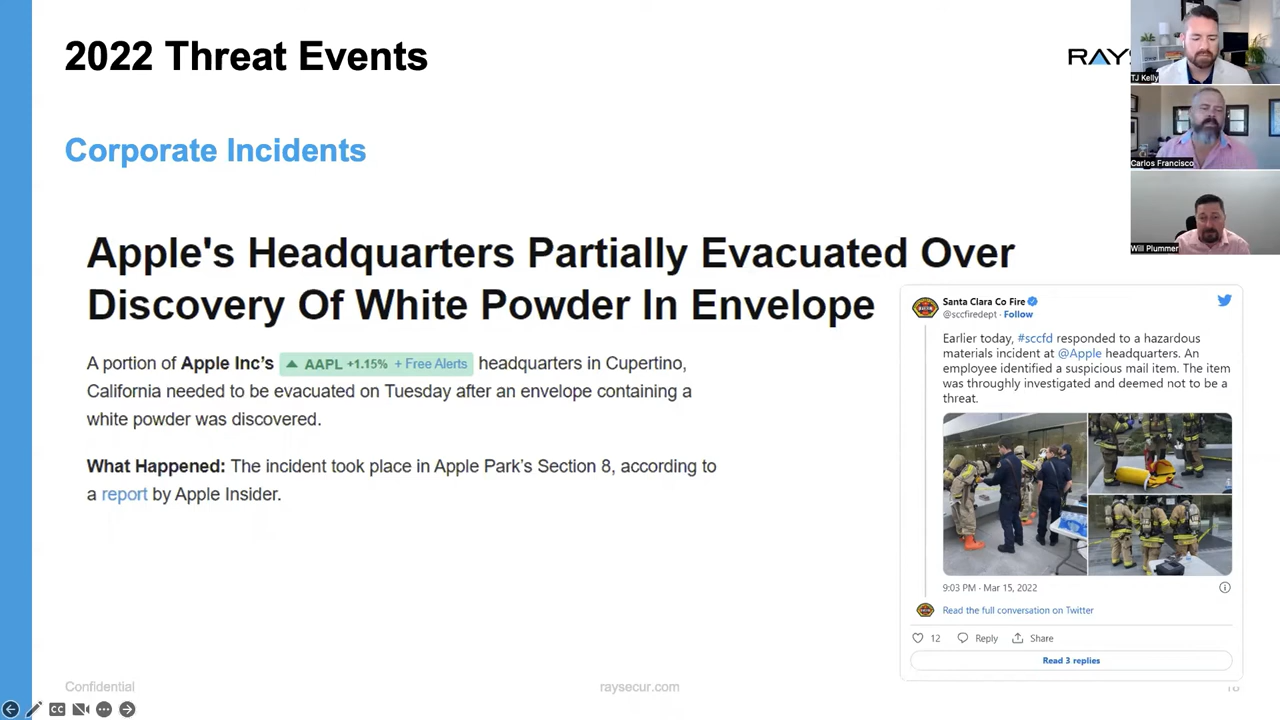 2022 Threat Events
RAYS
TJ Kelly
Corporate Incidents
Carlos Francisco
Will Plummer
Apple's Headquarters Partially Evacuated Over
Discovery Of White Powder In Envelope
A portion of Apple Inc's ▲ AAPL +1.15% + Free Alerts headquarters in Cupertino,
California needed to be evacuated on Tuesday after an envelope containing a
white powder was discovered.
What Happened: The incident took place in Apple Park's Section 8, according to
a report by Apple Insider.
Santa Clara Co Fire
@sccfiredept · Follow
Earlier today, #sccfd responded to a hazardous
materials incident at @Apple headquarters. An
employee identified a suspicious mail item. The item
was throughly investigated and deemed not to be a
threat.
9:03 PM · Mar 15, 2022
Read the full conversation on Twitter
12 Reply Share
Read 3 replies
Confidential
raysecur.com
CC